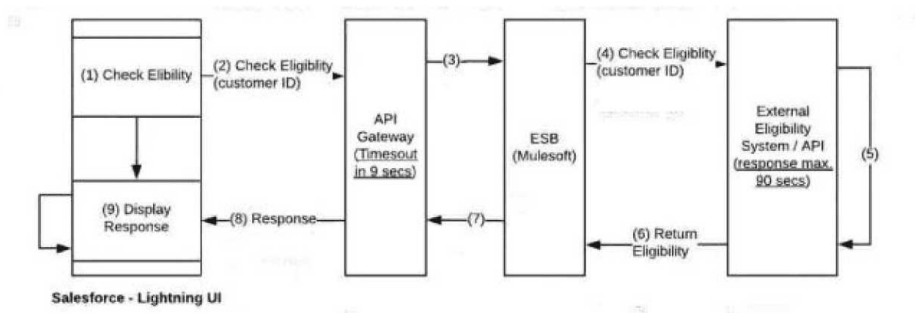 (1) Check Elibility
(2) Check Eligiblity
(customer ID)
API
Gateway
(Timesout
in 9 secs)
(3)
ESB
(Mulesoft)
(4) Check Eligiblity
(customer ID)
External
Eligibility
System / API
(response max.
90 secs)
(5)
(6) Return
Eligibility
(7)
(8) Response
(9) Display
Response
Salesforce - Lightning UI